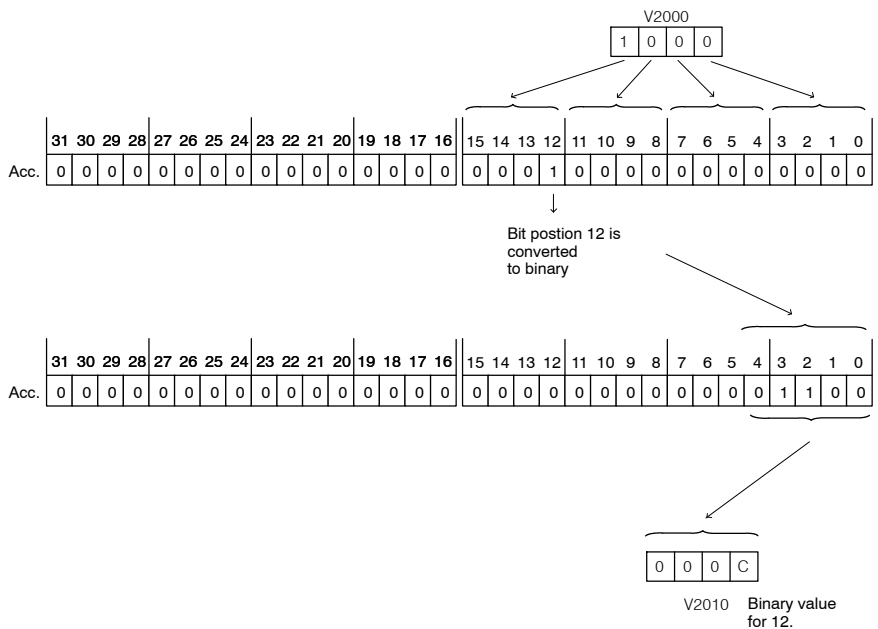 V2000
1 0 0 0
31 30 29 28 27 26 25 24 23 22 21 20 19 18 17 16 15 14 13 12 11 10 9 8 7 6 5 4 3 2 1 0
Acc. 0 0 0 0 0 0 0 0 0 0 0 0 0 0 0 0 0 0 0 1 0 0 0 0 0 0 0 0 0 0 0 0
Bit postion 12 is
converted
to binary
31 30 29 28 27 26 25 24 23 22 21 20 19 18 17 16 15 14 13 12 11 10 9 8 7 6 5 4 3 2 1 0
Acc. 0 0 0 0 0 0 0 0 0 0 0 0 0 0 0 0 0 0 0 0 0 0 0 0 0 0 0 0 1 1 0 0
0 0 0 C
V2010 Binary value
for 12.